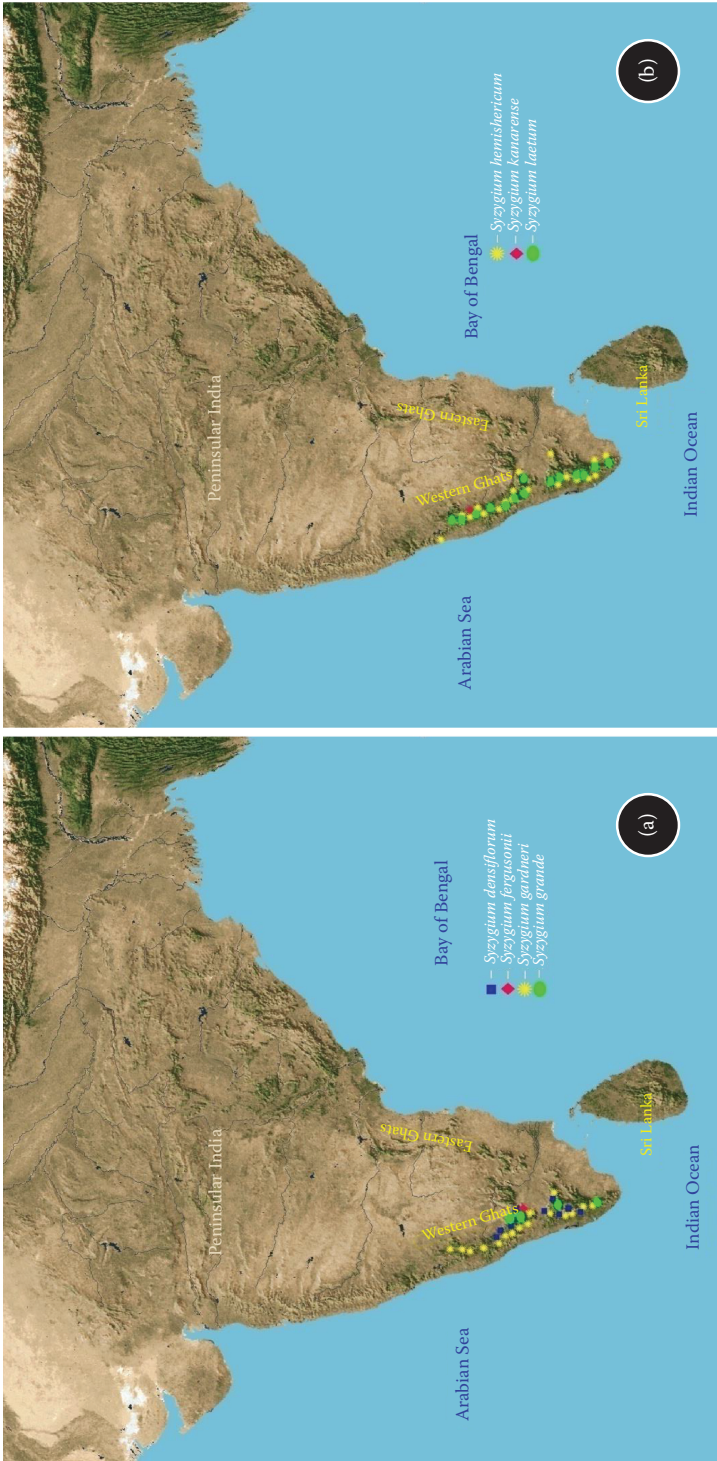 Peninsular India
Eastern Ghats
Western Ghats
Arabian Sea
Bay of Bengal
– Syzygium densiflorum
– Syzygium fergusonii
– Syzygium gardneri
– Syzygium grande
Sri Lanka
Indian Ocean
(a)
Peninsular India
Eastern Ghats
Western Ghats
Arabian Sea
Bay of Bengal
– Syzygium hemishericum
– Syzygium kanarense
– Syzygium laetum
Sri Lanka
Indian Ocean
(b)